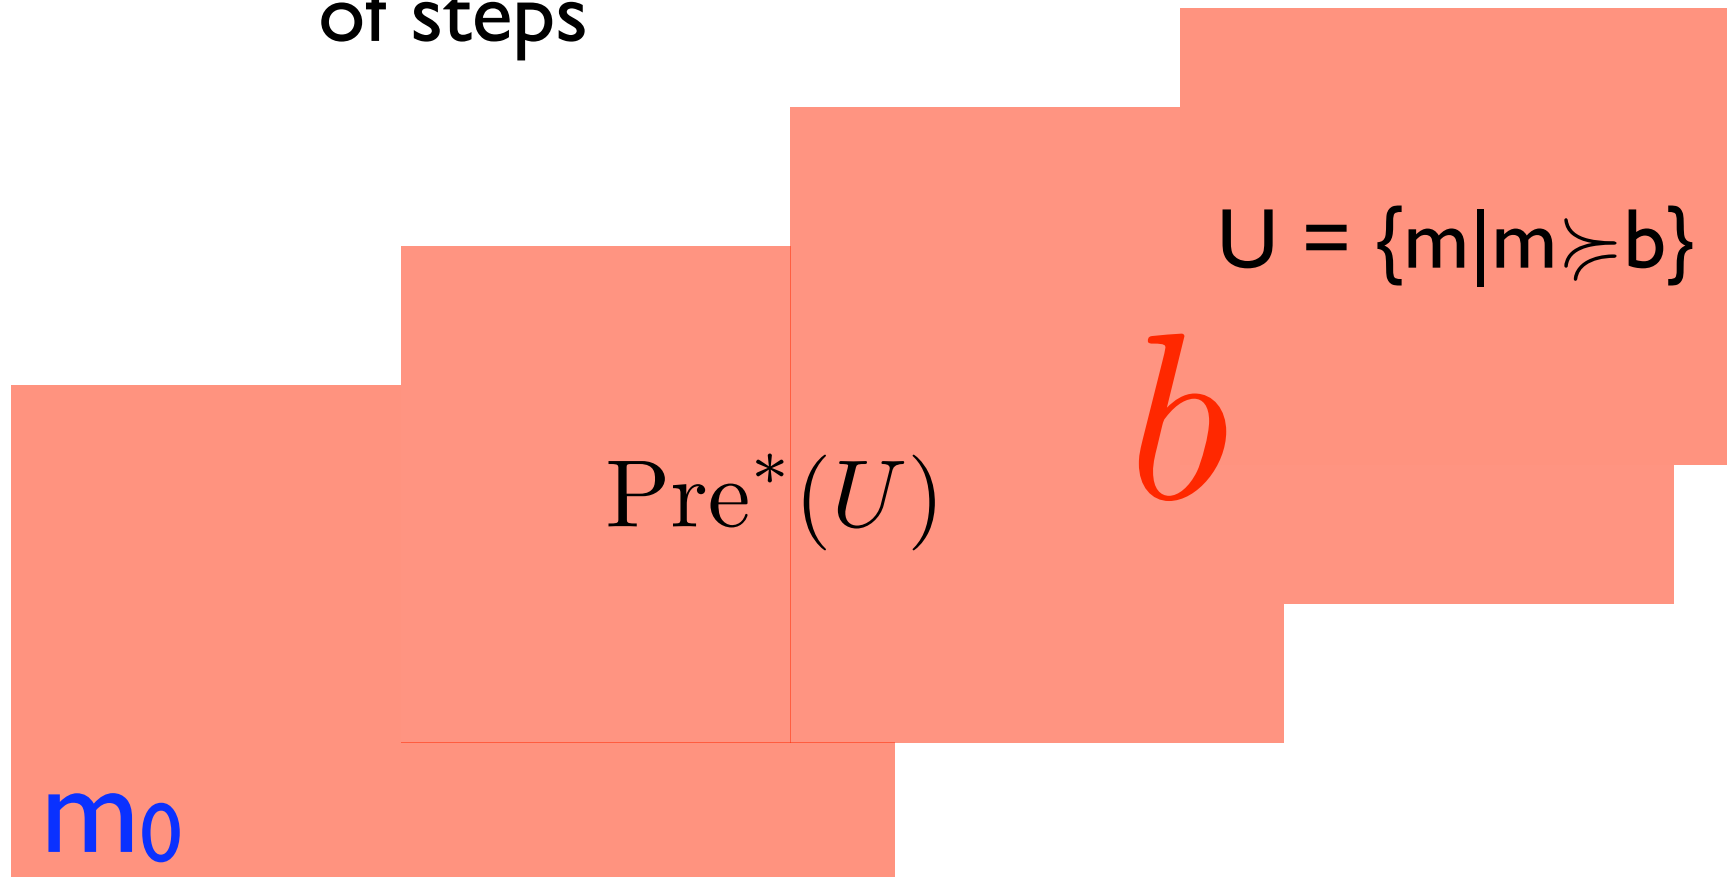 of steps
U = {m|m≽b}
b
Pre*(U)
m₀